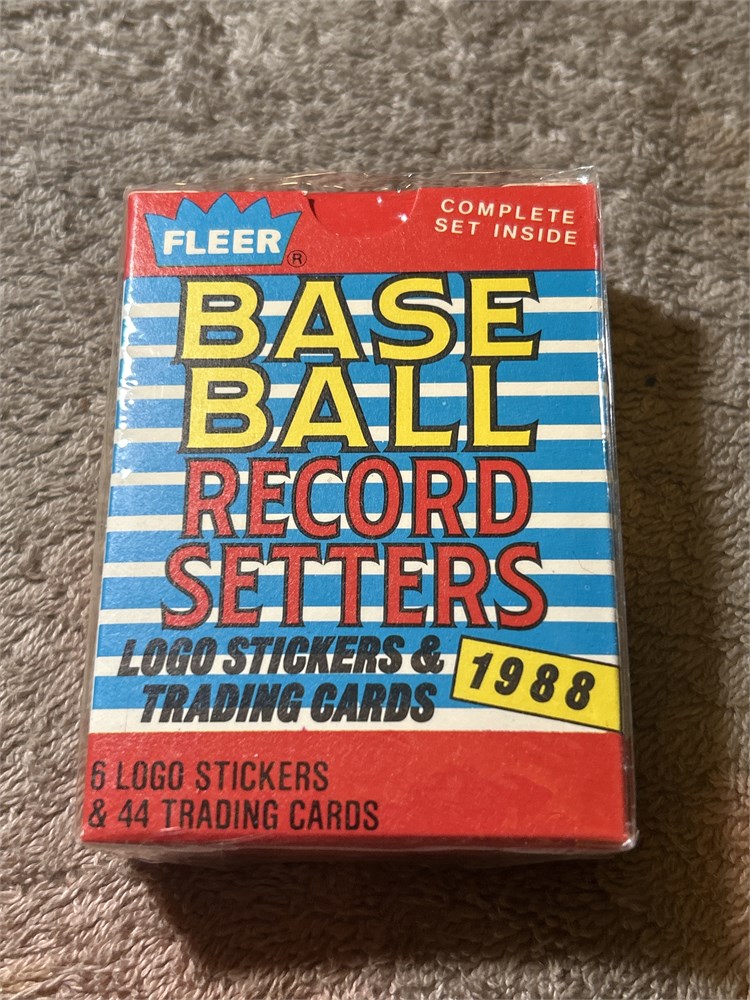 FLEER ®
COMPLETE
SET INSIDE
BASE
BALL
RECORD
SETTERS
LOGO STICKERS &
TRADING CARDS
1988
6 LOGO STICKERS
& 44 TRADING CARDS